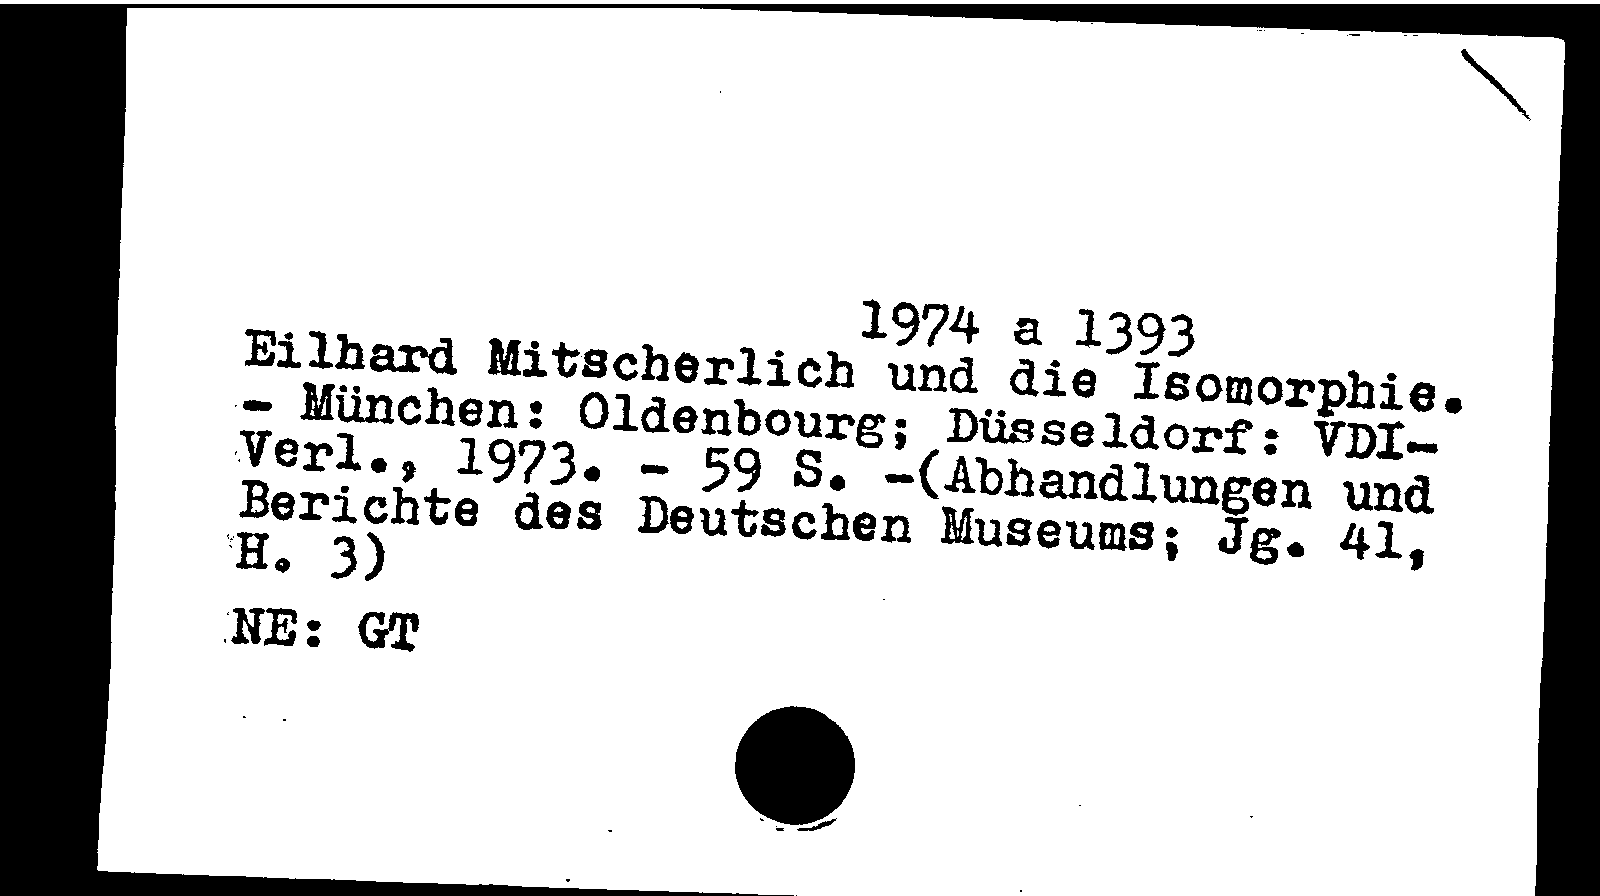 1974 a 1393
Eilhard Mitscherlich und die Isomorphie.
- München: Oldenbourg; Düsseldorf: VDI-
Verl., 1973. - 59 S. -(Abhandlungen und
Berichte des Deutschen Museums; Jg. 41,
H. 3)
NE: GT